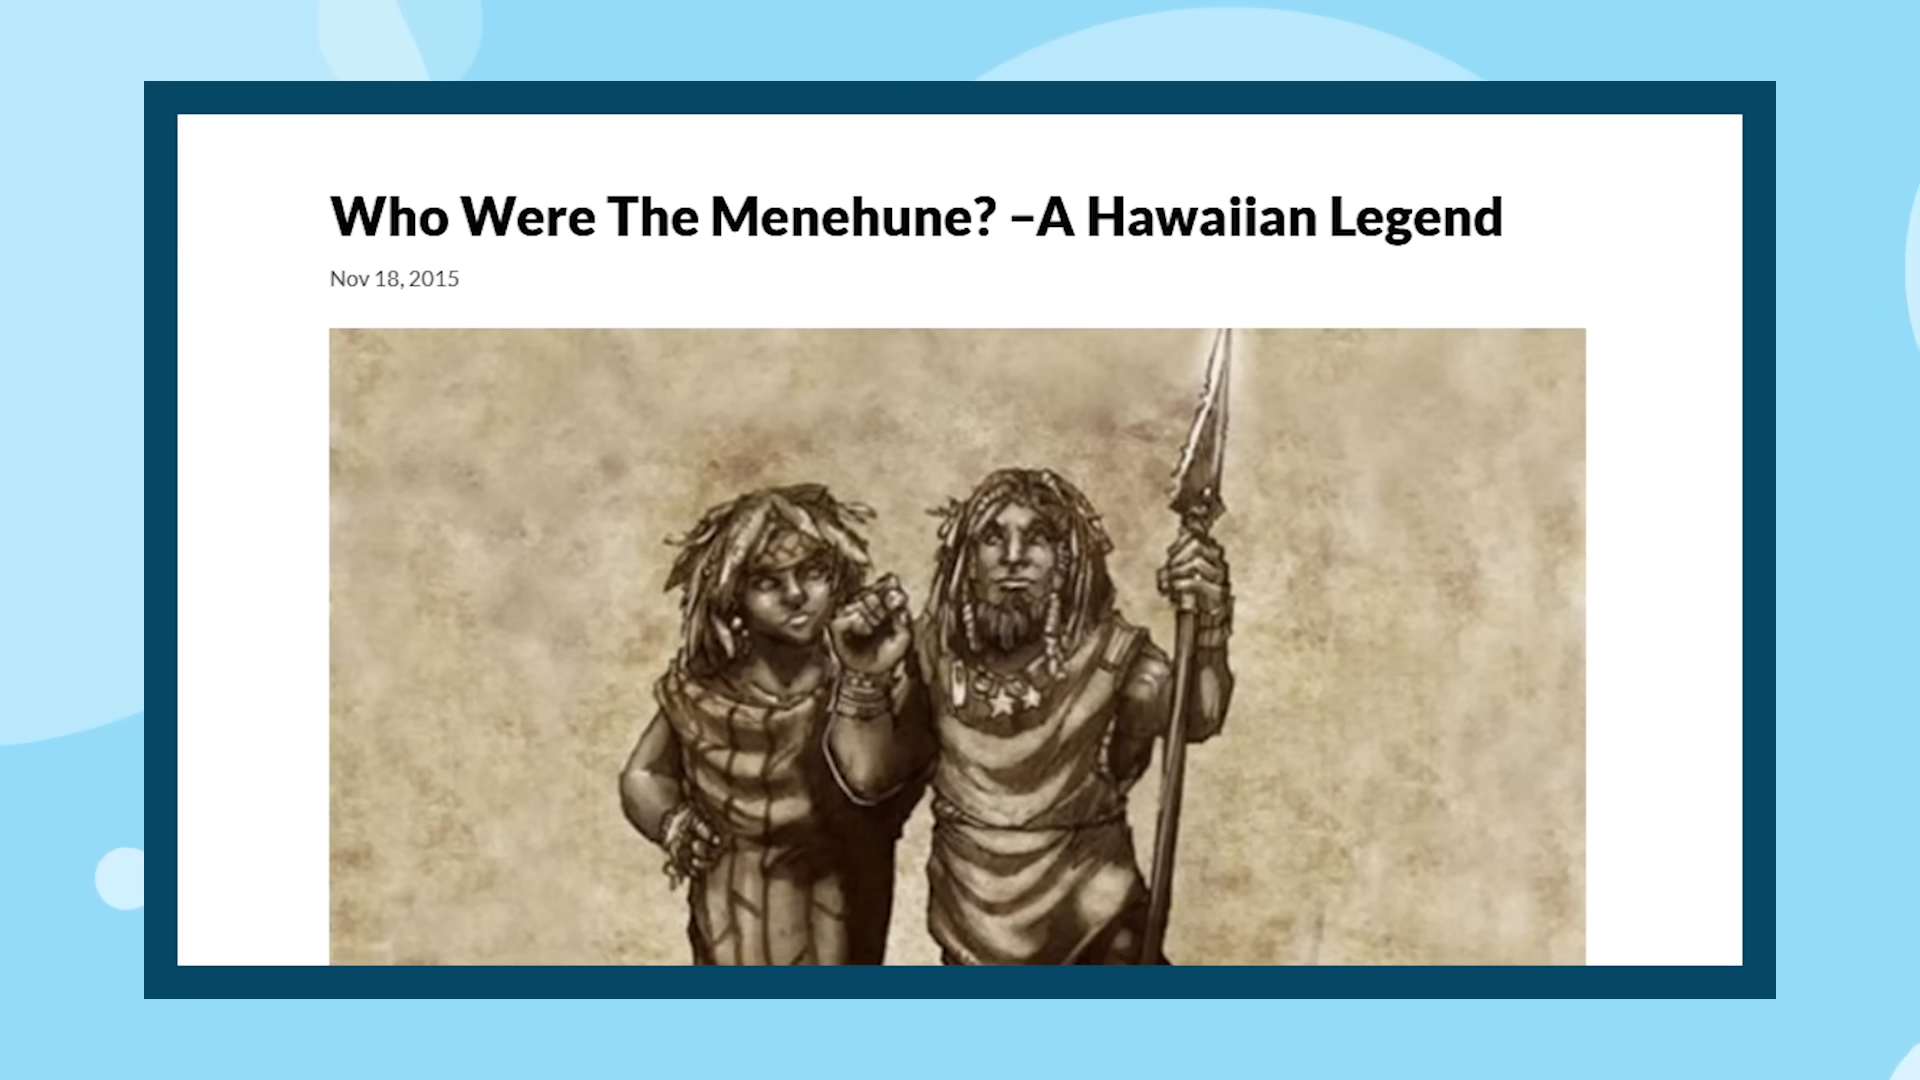 Who Were The Menehune? –A Hawaiian Legend
Nov 18, 2015